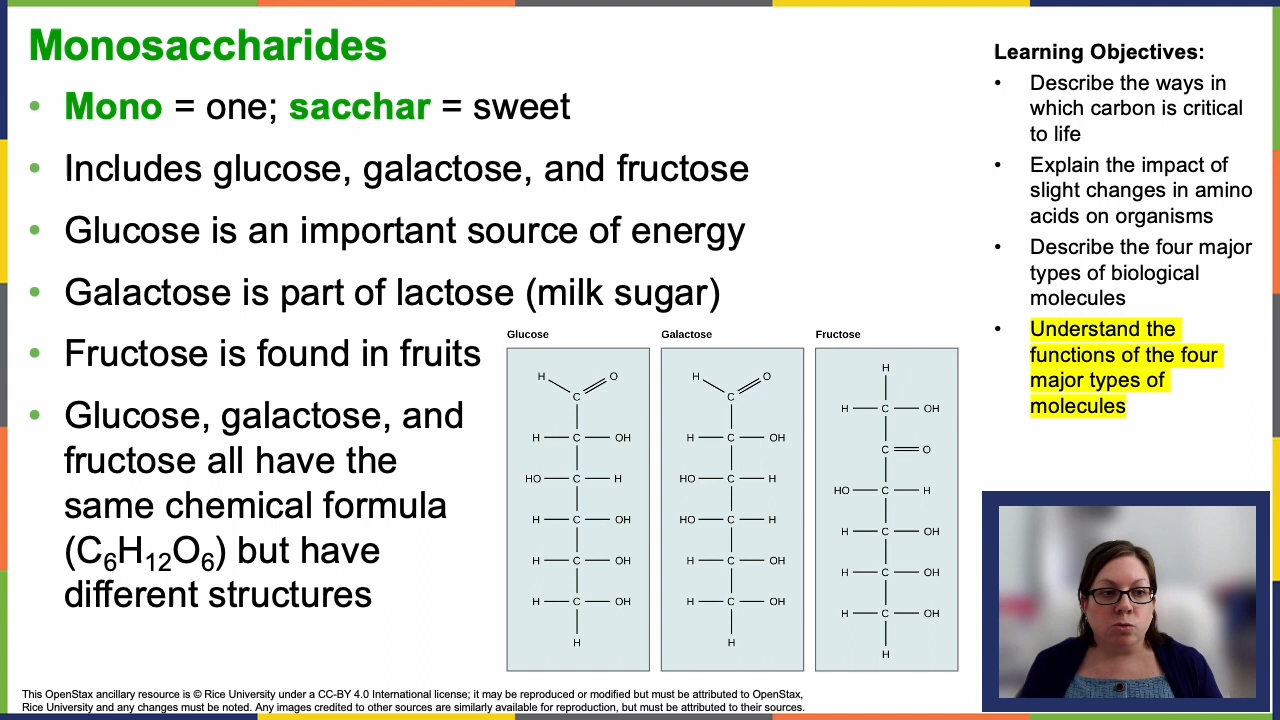 Monosaccharides
• Mono = one; sacchar = sweet
• Includes glucose, galactose, and fructose
• Glucose is an important source of energy
• Galactose is part of lactose (milk sugar)
• Fructose is found in fruits
• Glucose, galactose, and
fructose all have the
same chemical formula
(C₆H₁₂O₆) but have
different structures
Glucose
H O
C
H C OH
HO C H
H C OH
H C OH
H C OH
H
Galactose
H O
C
H C OH
HO C H
HO C H
H C OH
H C OH
H
Fructose
H
H C OH
C O
HO C H
H C OH
H C OH
H C OH
H
Learning Objectives:
• Describe the ways in
which carbon is critical
to life
• Explain the impact of
slight changes in amino
acids on organisms
• Describe the four major
types of biological
molecules
• Understand the
functions of the four
major types of
molecules
This OpenStax ancillary resource is © Rice University under a CC-BY 4.0 International license; it may be reproduced or modified but must be attributed to OpenStax,
Rice University and any changes must be noted. Any images credited to other sources are similarly available for reproduction, but must be attributed to their sources.